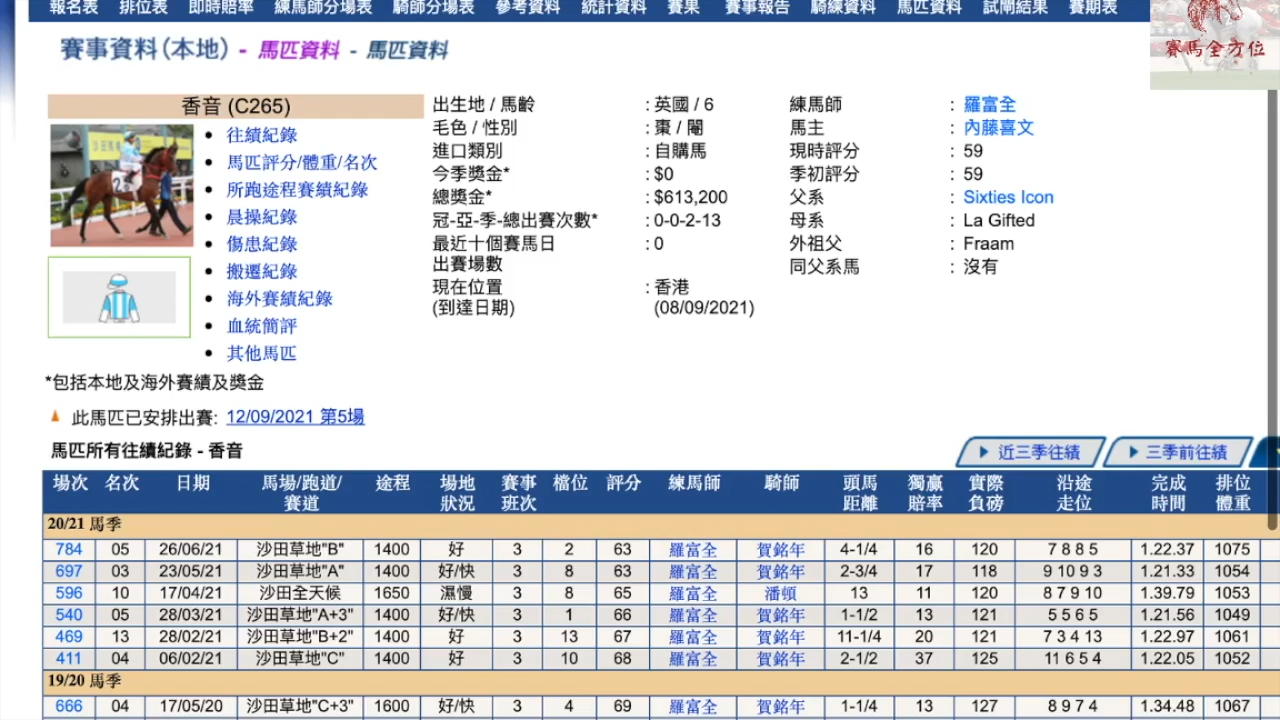 報名表 排位表 即時賠率 練馬師分場表 騎師分場表 參考資料 統計資料 賽果 賽事報告 騎練資料 馬匹資料 試閘結果 賽期表
賽馬全方位
賽事資料(本地) - 馬匹資料 - 馬匹資料
香音 (C265)
往績紀錄
馬匹評分/體重/名次
所跑途程賽績紀錄
晨操紀錄
傷患紀錄
搬遷紀錄
海外賽績紀錄
血統簡評
其他馬匹
出生地 / 馬齡 : 英國 / 6
毛色 / 性別 : 棗 / 閹
進口類別 : 自購馬
今季獎金* : $0
總獎金* : $613,200
冠-亞-季-總出賽次數* : 0-0-2-13
最近十個賽馬日 : 0
出賽場數
現在位置 : 香港
(到達日期) (08/09/2021)
練馬師 : 羅富全
馬主 : 內藤喜文
現時評分 : 59
季初評分 : 59
父系 : Sixties Icon
母系 : La Gifted
外祖父 : Fraam
同父系馬 : 沒有
*包括本地及海外賽績及獎金
此馬匹已安排出賽: 12/09/2021 第5場
馬匹所有往績紀錄 - 香音
近三季往績 三季前往績
場次 名次 日期 馬場/跑道/賽道 途程 場地狀況 賽事班次 檔位 評分 練馬師 騎師 頭馬距離 獨贏賠率 實際負磅 沿途走位 完成時間 排位體重
20/21 馬季
784 05 26/06/21 沙田草地"B" 1400 好 3 2 63 羅富全 賀銘年 4-1/4 16 120 7 8 8 5 1.22.37 1075
697 03 23/05/21 沙田草地"A" 1400 好/快 3 8 63 羅富全 賀銘年 2-3/4 17 118 9 10 9 3 1.21.33 1054
596 10 17/04/21 沙田全天候 1650 濕慢 3 8 65 羅富全 潘頓 13 11 120 8 7 9 10 1.39.79 1053
540 05 28/03/21 沙田草地"A+3" 1400 好/快 3 1 66 羅富全 賀銘年 1-1/2 13 121 5 5 6 5 1.21.56 1049
469 13 28/02/21 沙田草地"B+2" 1400 好 3 13 67 羅富全 賀銘年 11-1/4 20 121 7 3 4 13 1.22.97 1061
411 04 06/02/21 沙田草地"C" 1400 好 3 10 68 羅富全 賀銘年 2-1/2 37 125 11 6 5 4 1.22.05 1052
19/20 馬季
666 04 17/05/20 沙田草地"C+3" 1600 好/快 3 4 69 羅富全 賀銘年 1-1/4 13 127 8 9 7 4 1.34.48 1067